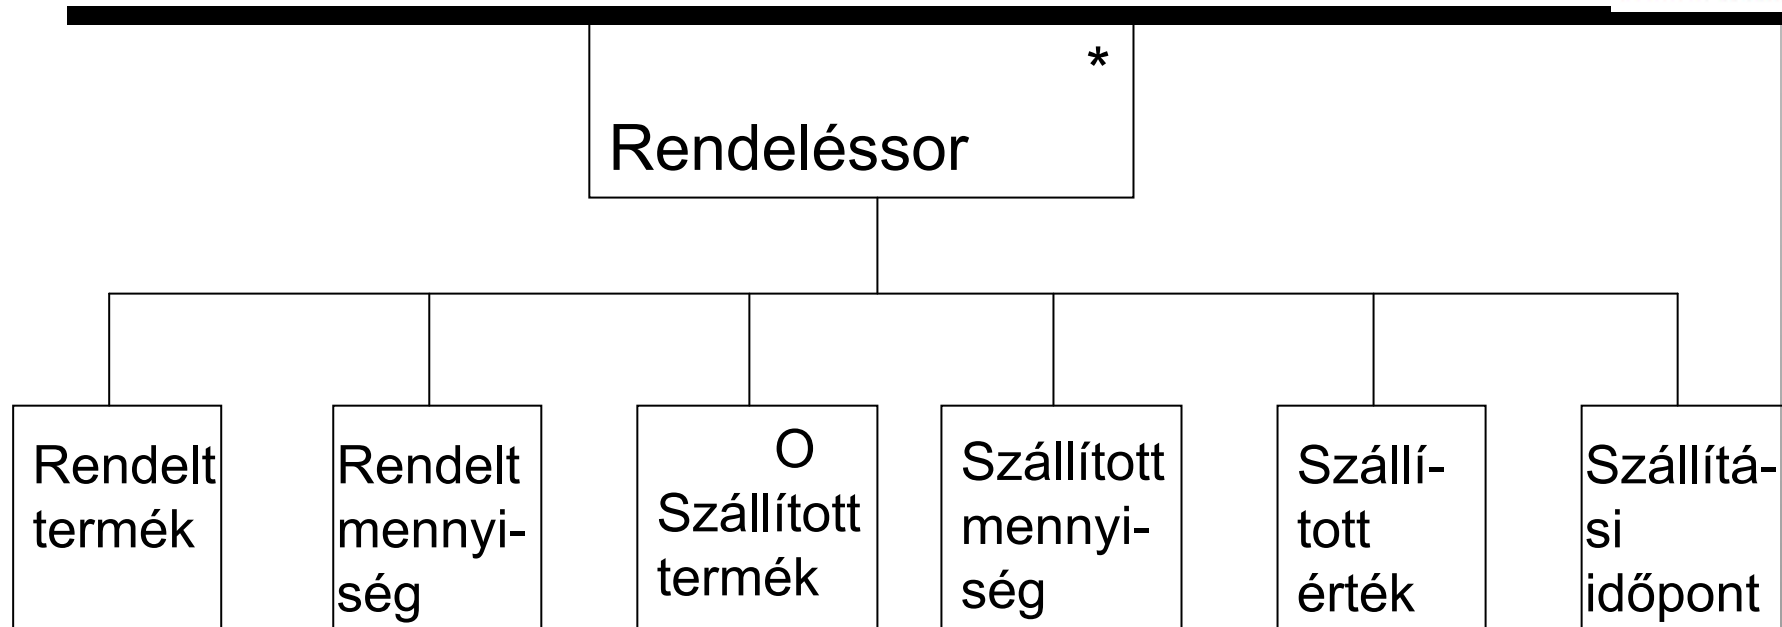 *
Rendeléssor
Rendelt
termék
Rendelt
mennyi-
ség
O
Szállított
termék
Szállított
mennyi-
ség
Szállí-
tott
érték
Szállítá-
si
időpont